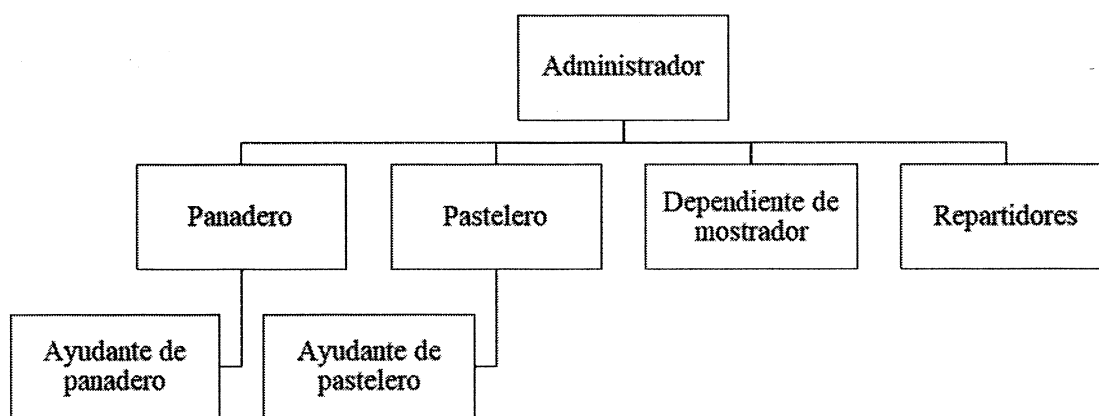 Administrador
Panadero
Pastelero
Dependiente de
mostrador
Repartidores
Ayudante de
panadero
Ayudante de
pastelero